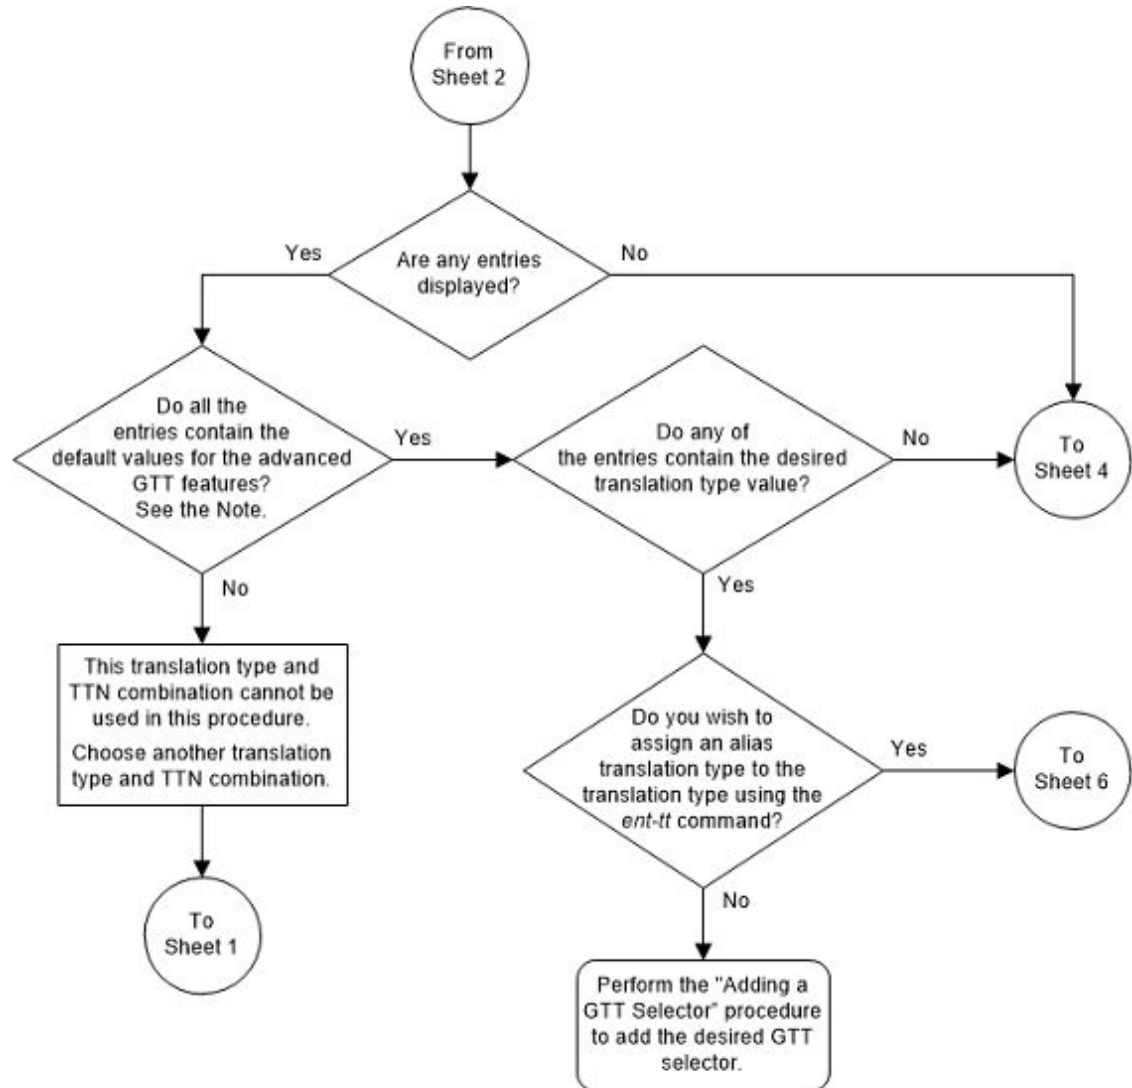 From
Sheet 2
Yes
Are any entries
displayed?
No
Do all the
entries contain the
default values for the advanced
GTT features?
See the Note.
Yes
Do any of
the entries contain the desired
translation type value?
No
To
Sheet 4
No
Yes
This translation type and
TTN combination cannot be
used in this procedure.
Choose another translation
type and TTN combination.
Do you wish to
assign an alias
translation type to the
translation type using the
ent-tt command?
Yes
To
Sheet 6
To
Sheet 1
No
Perform the "Adding a
GTT Selector" procedure
to add the desired GTT
selector.